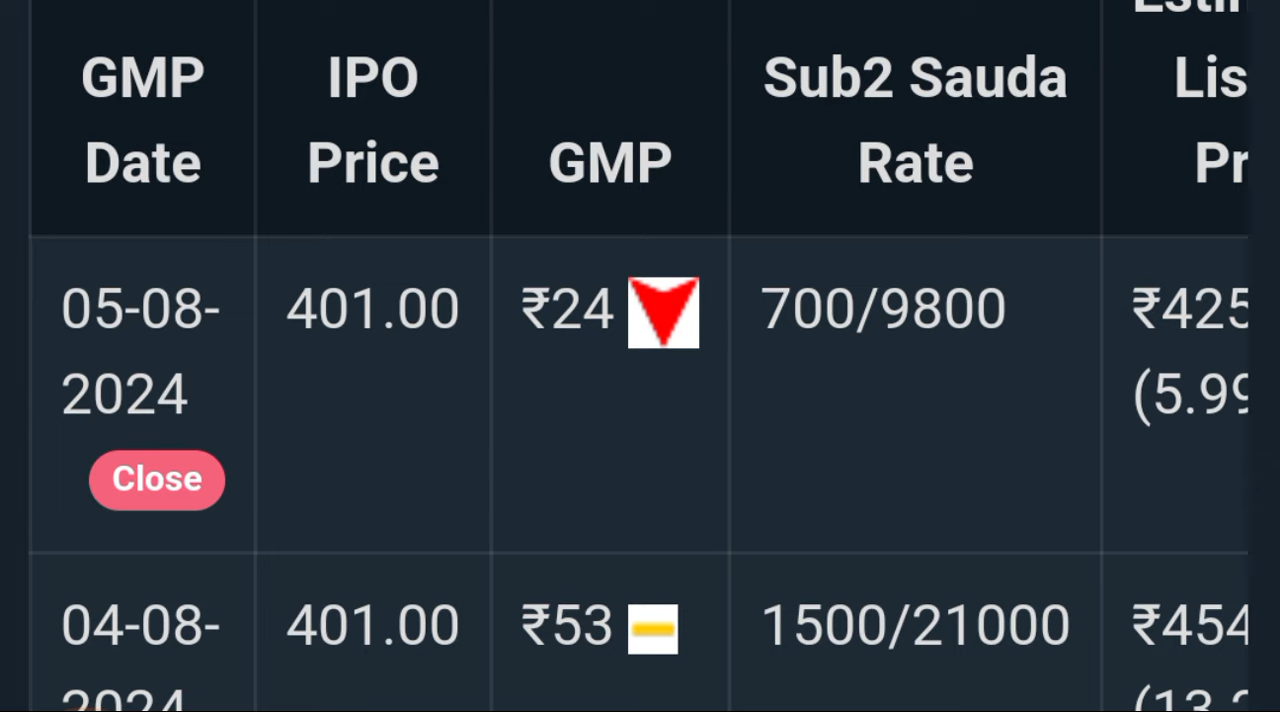 GMP Date
IPO Price
GMP
Sub2 Sauda Rate
Lis
Pr
05-08-2024
Close
401.00
₹24
700/9800
₹425
(5.99
04-08-2024
401.00
₹53
1500/21000
₹454